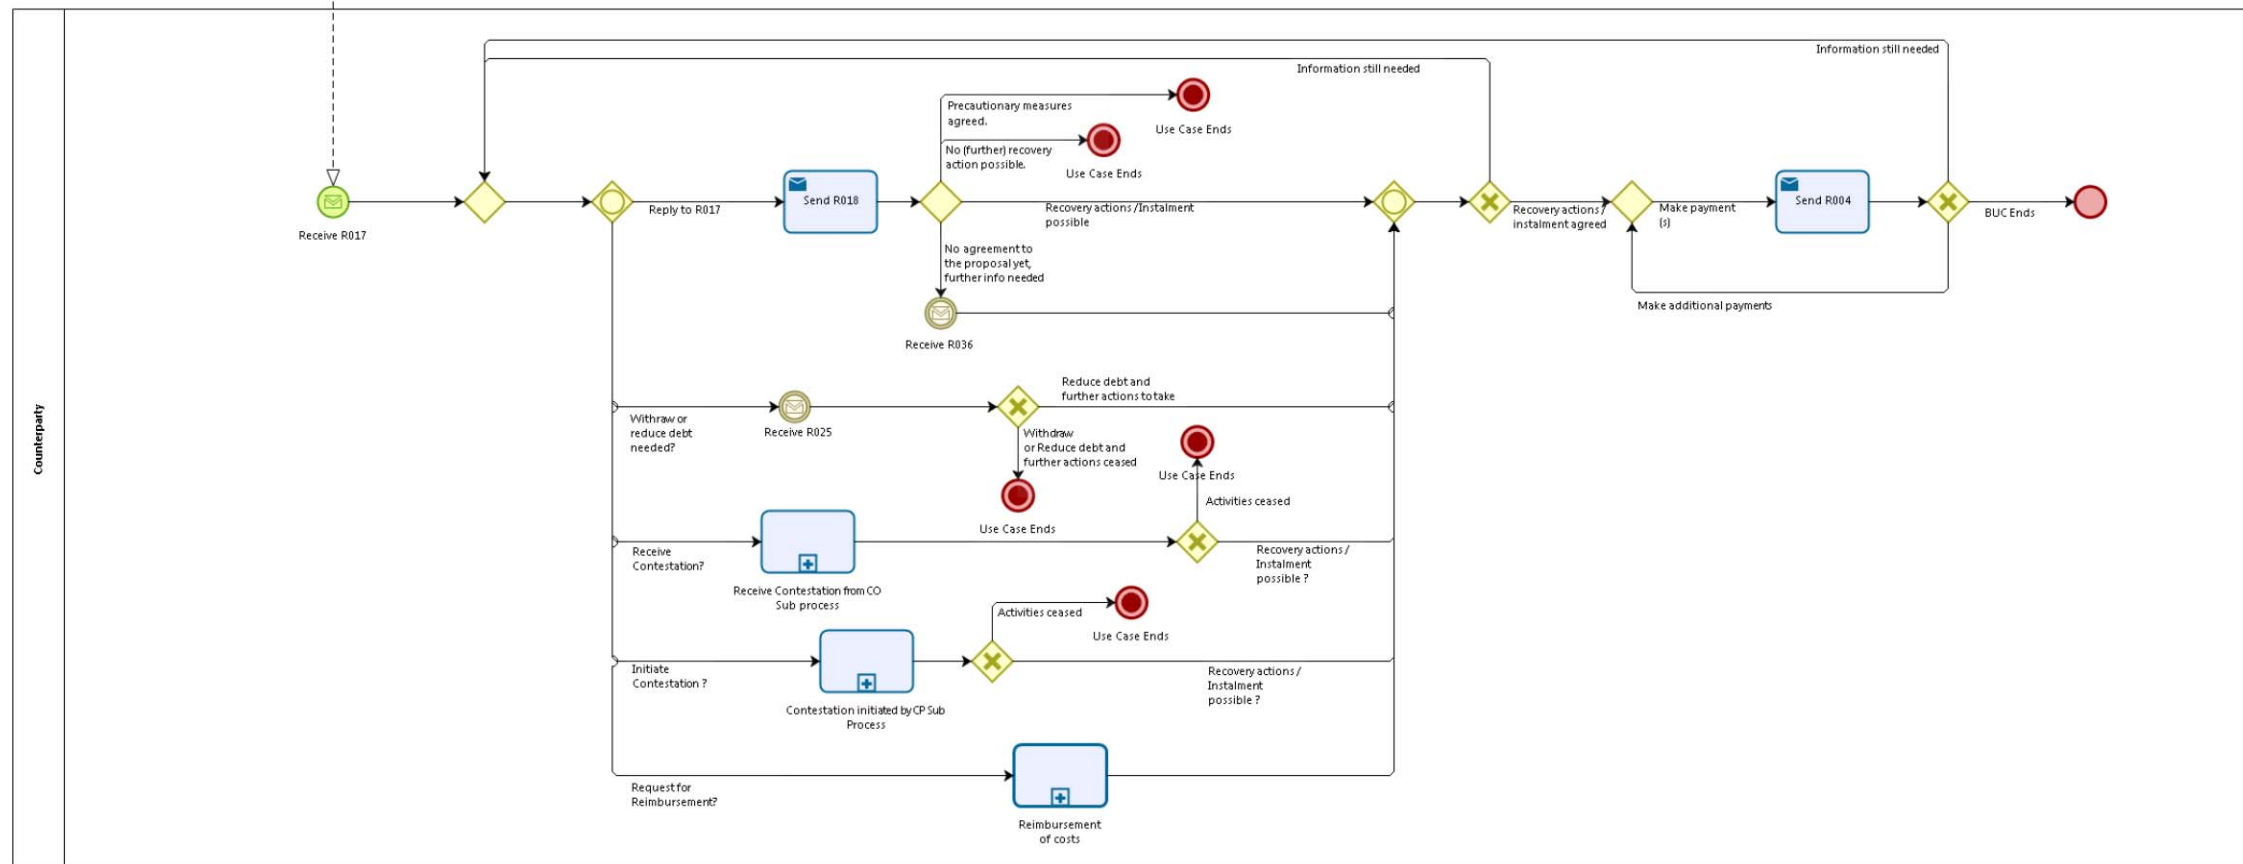 Counterparty
Information still needed
Information still needed
Precautionary measures
agreed.
Use Case Ends
No (further) recovery
action possible.
Use Case Ends
Receive R017
Reply to R017
Send R018
Recovery actions /Instalment
possible
Recovery actions /
instalment agreed
Make payment
(s)
Send R004
BUC Ends
No agreement to
the proposal yet,
further info needed
Make additional payments
Receive R036
Reduce debt and
further actions to take
Withraw or
reduce debt
needed?
Receive R025
Withdraw
or Reduce debt and
further actions ceased
Use Case Ends
Use Case Ends
Activities ceased
Receive
Contestation?
Recovery actions /
Instalment
possible ?
Receive Contestation from CO
Sub process
Activities ceased
Use Case Ends
Initiate
Contestation ?
Recovery actions /
Instalment
possible ?
Contestation initiated by CP Sub
Process
Request for
Reimbursement?
Reimbursement
of costs